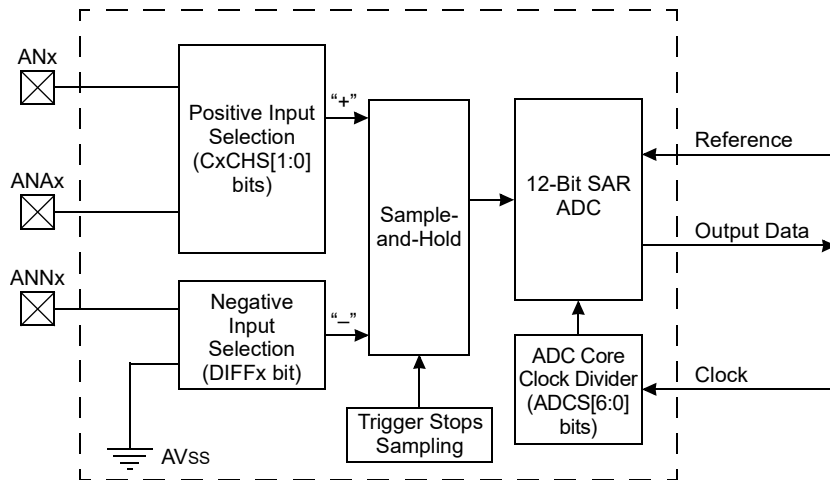 ANx
ANAx
ANNx
Positive Input
Selection
(CxCHS[1:0]
bits)
“+”
Negative
Input
Selection
(DIFFx bit)
“–”
AVSS
Sample-
and-Hold
Trigger Stops
Sampling
12-Bit SAR
ADC
ADC Core
Clock Divider
(ADCS[6:0]
bits)
Reference
Output Data
Clock